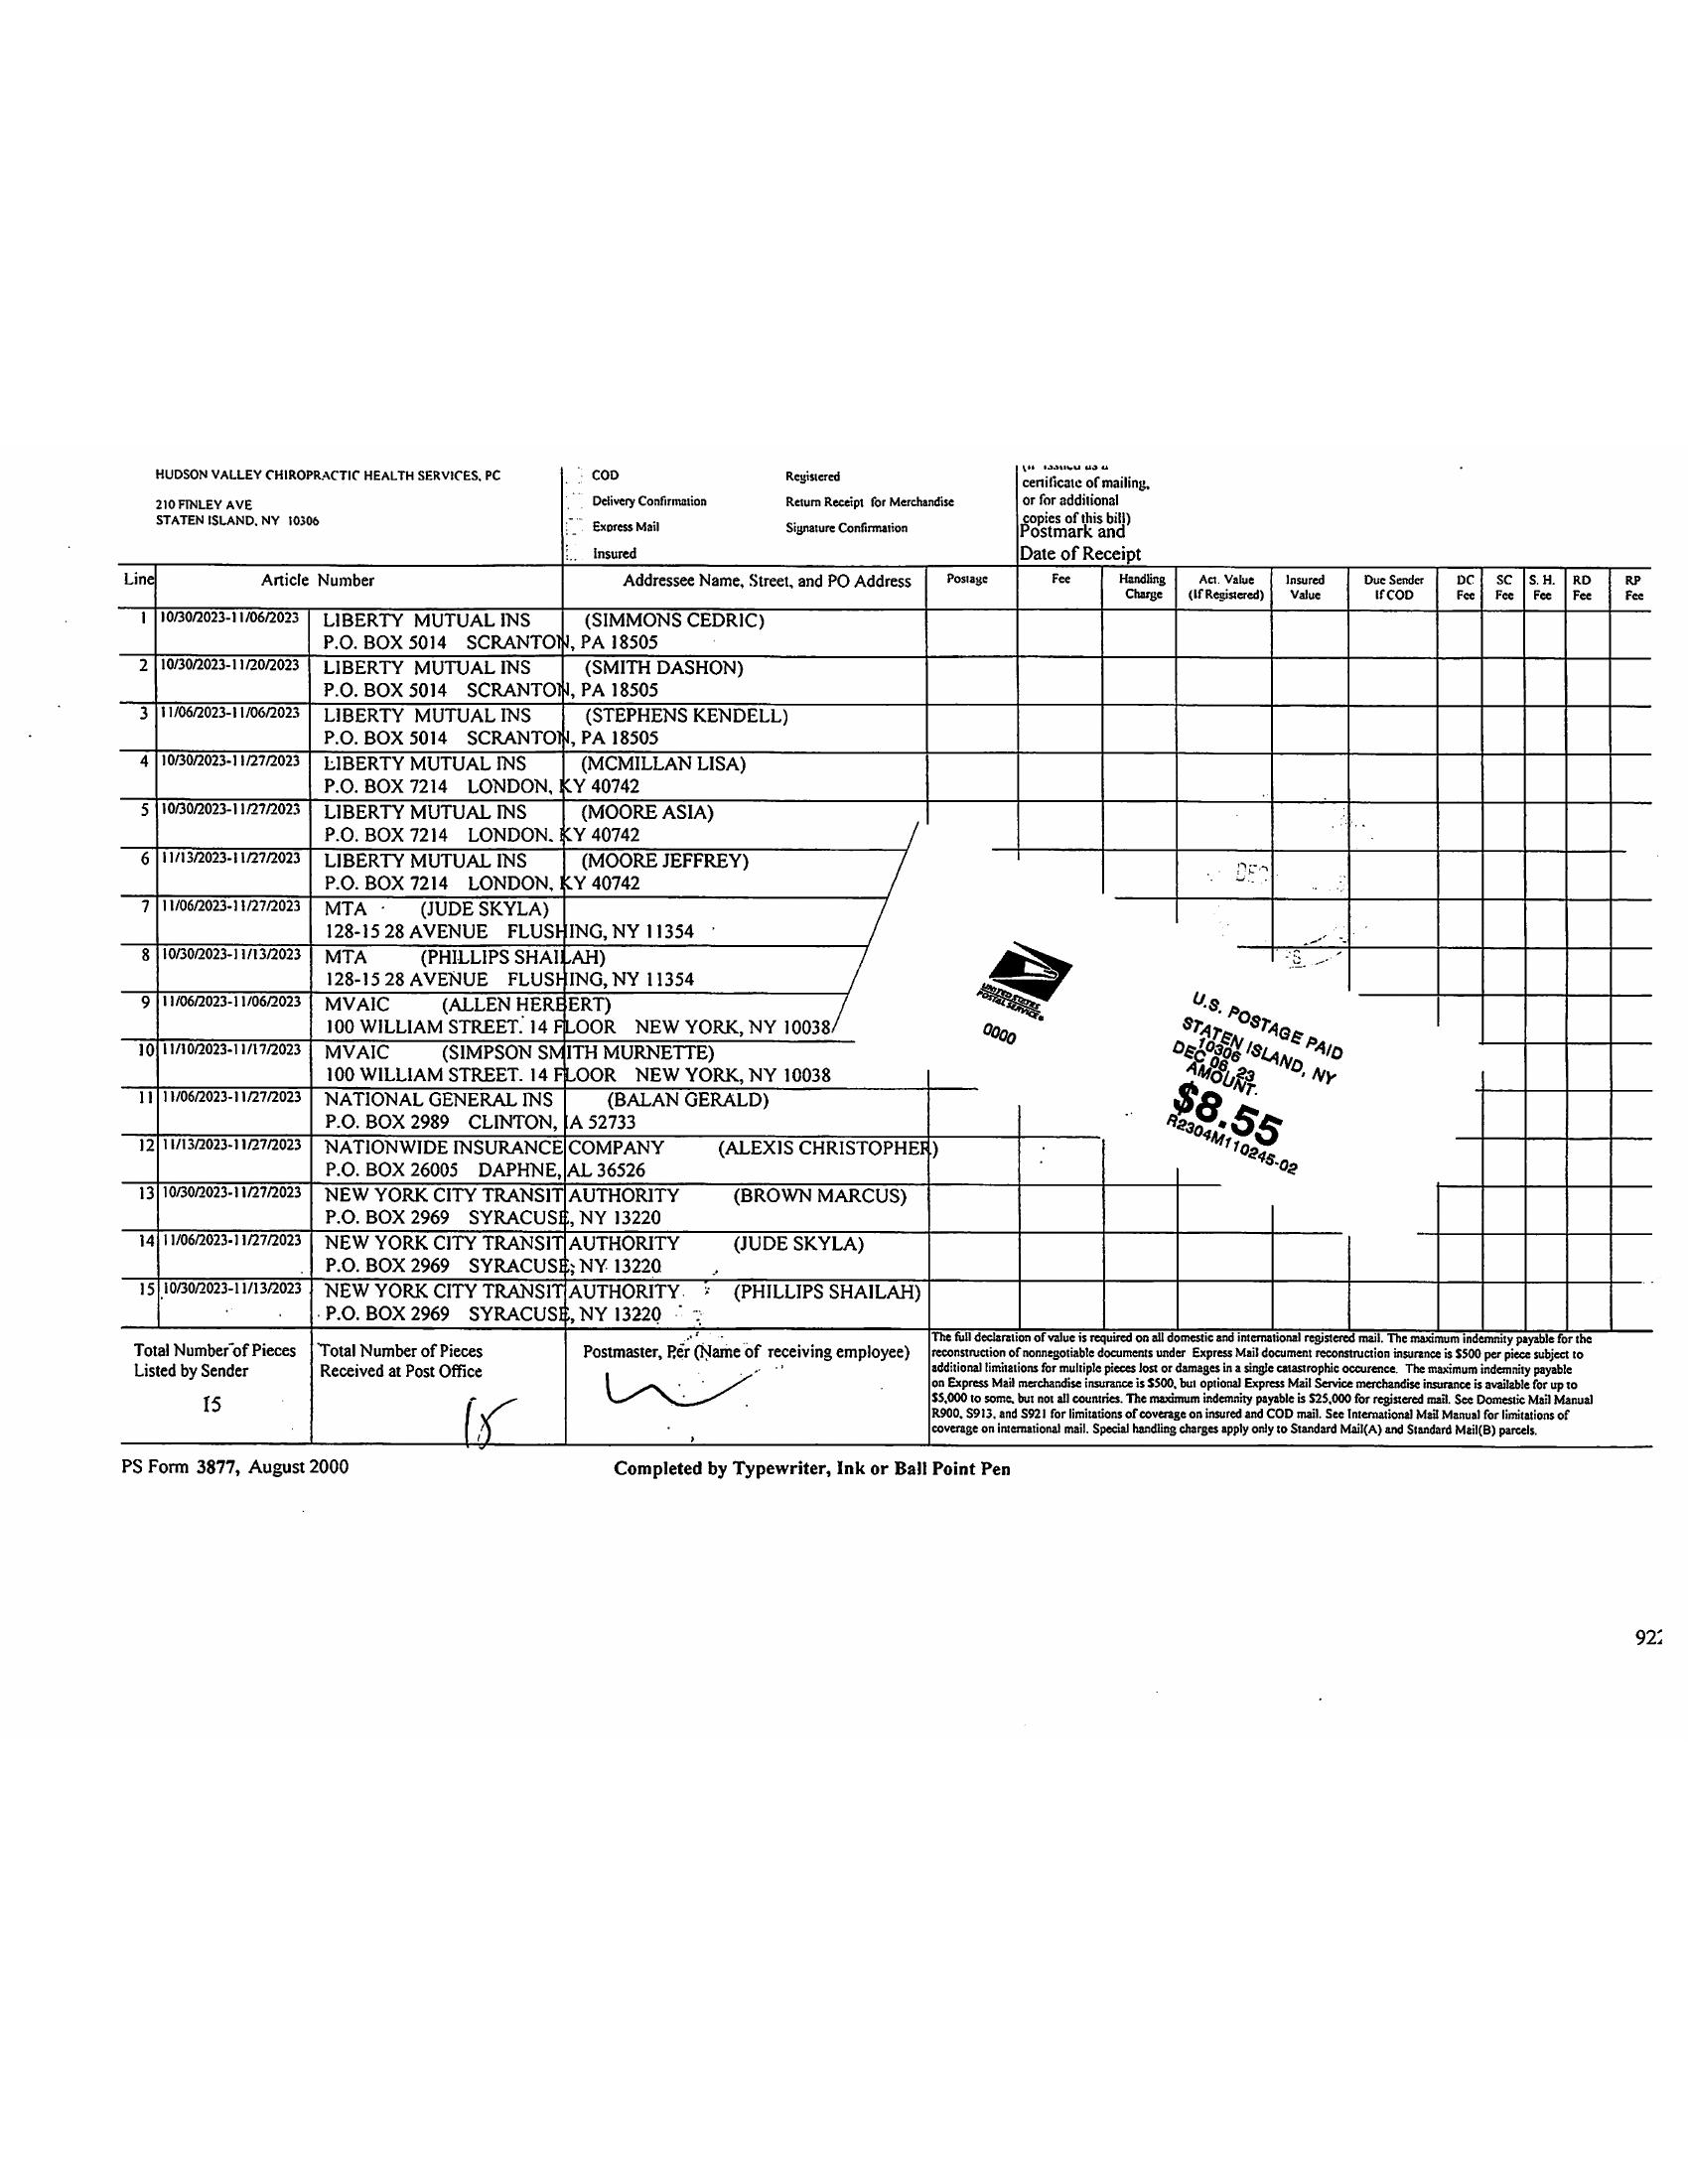 HUDSON VALLEY CHIROPRACTIC HEALTH SERVICES, PC
210 FINLEY AVE
STATEN ISLAND, NY 10306
COD Registered
Delivery Confirmation Return Receipt for Merchandise
Express Mail Signature Confirmation
Insured
certificate of mailing,
or for additional
copies of this bill)
Postmark and
Date of Receipt
Line Article Number Addressee Name, Street, and PO Address Postage Fee Handling Charge Act. Value (If Registered) Insured Value Due Sender If COD DC Fee SC Fee S. H. Fee RD Fee RP Fee
1 10/30/2023-11/06/2023 LIBERTY MUTUAL INS (SIMMONS CEDRIC)
P.O. BOX 5014 SCRANTON, PA 18505
2 10/30/2023-11/20/2023 LIBERTY MUTUAL INS (SMITH DASHON)
P.O. BOX 5014 SCRANTON, PA 18505
3 11/06/2023-11/06/2023 LIBERTY MUTUAL INS (STEPHENS KENDELL)
P.O. BOX 5014 SCRANTON, PA 18505
4 10/30/2023-11/27/2023 LIBERTY MUTUAL INS (MCMILLAN LISA)
P.O. BOX 7214 LONDON, KY 40742
5 10/30/2023-11/27/2023 LIBERTY MUTUAL INS (MOORE ASIA)
P.O. BOX 7214 LONDON, KY 40742
6 11/13/2023-11/27/2023 LIBERTY MUTUAL INS (MOORE JEFFREY)
P.O. BOX 7214 LONDON, KY 40742
7 11/06/2023-11/27/2023 MTA (JUDE SKYLA)
128-15 28 AVENUE FLUSHING, NY 11354
8 10/30/2023-11/13/2023 MTA (PHILLIPS SHAILAH)
128-15 28 AVENUE FLUSHING, NY 11354
9 11/06/2023-11/06/2023 MVAIC (ALLEN HERBERT)
100 WILLIAM STREET. 14 FLOOR NEW YORK, NY 10038
10 11/10/2023-11/17/2023 MVAIC (SIMPSON SMITH MURNETTE)
100 WILLIAM STREET. 14 FLOOR NEW YORK, NY 10038
11 11/06/2023-11/27/2023 NATIONAL GENERAL INS (BALAN GERALD)
P.O. BOX 2989 CLINTON, IA 52733
12 11/13/2023-11/27/2023 NATIONWIDE INSURANCE COMPANY (ALEXIS CHRISTOPHER)
P.O. BOX 26005 DAPHNE, AL 36526
13 10/30/2023-11/27/2023 NEW YORK CITY TRANSIT AUTHORITY (BROWN MARCUS)
P.O. BOX 2969 SYRACUSE, NY 13220
14 11/06/2023-11/27/2023 NEW YORK CITY TRANSIT AUTHORITY (JUDE SKYLA)
P.O. BOX 2969 SYRACUSE, NY 13220
15 10/30/2023-11/13/2023 NEW YORK CITY TRANSIT AUTHORITY (PHILLIPS SHAILAH)
P.O. BOX 2969 SYRACUSE, NY 13220
DEC
UNITED STATES
POSTAL SERVICE®
0000
U.S. POSTAGE PAID
STATEN ISLAND, NY
10306
DEC 06, 23
AMOUNT
$8.55
R2304M110245-02
Total Number of Pieces
Listed by Sender
15
Total Number of Pieces
Received at Post Office
Postmaster, Per (Name of receiving employee)
The full declaration of value is required on all domestic and international registered mail. The maximum indemnity payable for the
reconstruction of nonnegotiable documents under Express Mail document reconstruction insurance is $500 per piece subject to
additional limitations for multiple pieces lost or damages in a single catastrophic occurence. The maximum indemnity payable
on Express Mail merchandise insurance is $500, but optional Express Mail Service merchandise insurance is available for up to
$5,000 to some, but not all countries. The maximum indemnity payable is $25,000 for registered mail. See Domestic Mail Manual
R900, S913, and S921 for limitations of coverage on insured and COD mail. See International Mail Manual for limitations of
coverage on international mail. Special handling charges apply only to Standard Mail(A) and Standard Mail(B) parcels.
PS Form 3877, August 2000 Completed by Typewriter, Ink or Ball Point Pen